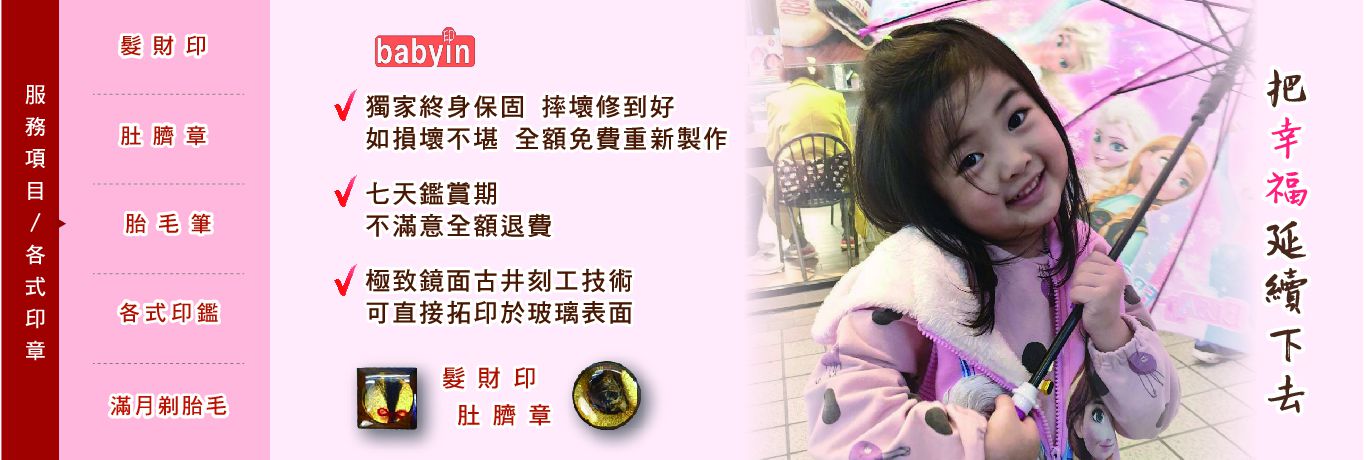 服務項目/各式印章
髮財印
肚臍章
胎毛筆
各式印鑑
滿月剃胎毛
印
babyin
獨家終身保固 摔壞修到好
如損壞不堪 全額免費重新製作
七天鑑賞期
不滿意全額退費
極致鏡面古井刻工技術
可直接拓印於玻璃表面
髮財印
肚臍章
把幸福延續下去